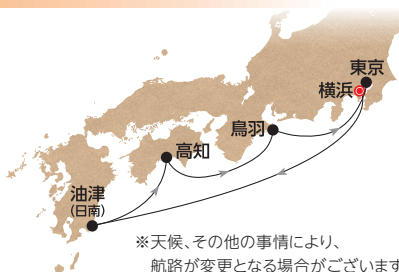 東京
横浜
鳥羽
高知
油津
(日南)
※天候、その他の事情により、
航路が変更となる場合がございます